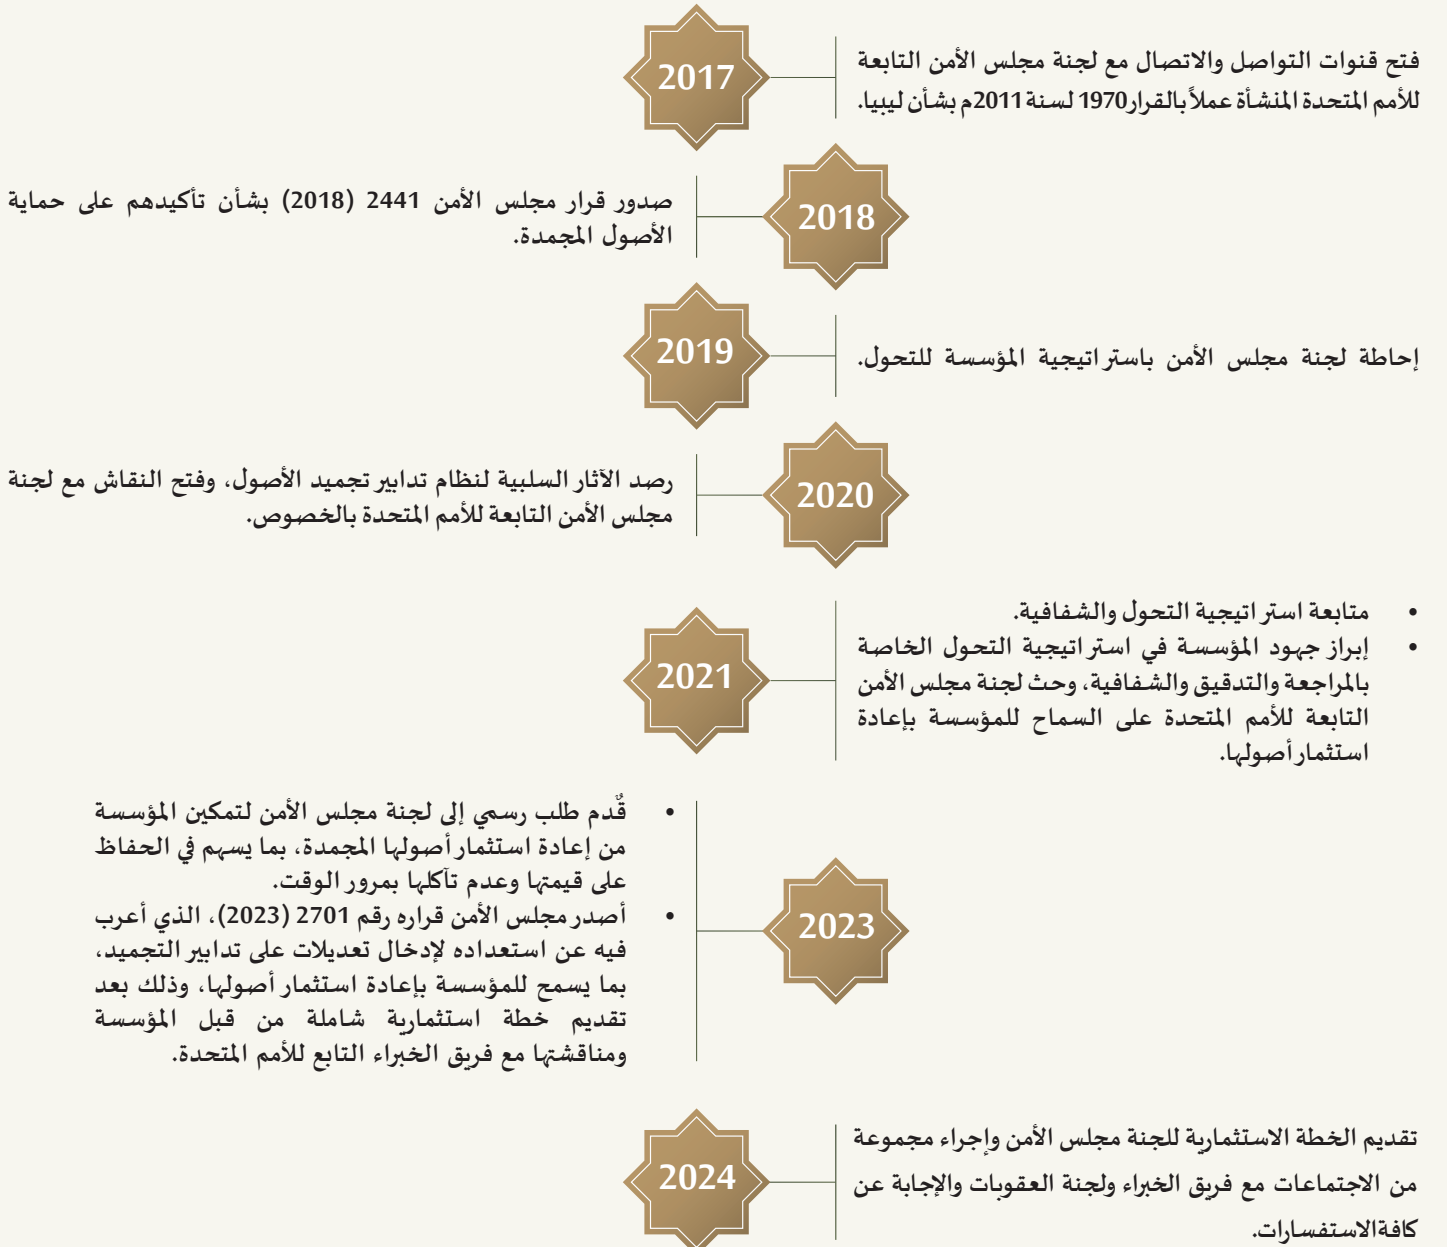 2017
فتح قنوات التواصل والاتصال مع لجنة مجلس الأمن التابعة
للأمم المتحدة المنشأة عملاً بالقرار 1970 لسنة 2011م بشأن ليبيا.
2018
صدور قرار مجلس الأمن 2441 (2018) بشأن تأكيدهم على حماية
الأصول المجمدة.
2019
إحاطة لجنة مجلس الأمن باستراتيجية المؤسسة للتحول.
2020
رصد الآثار السلبية لنظام تدابير تجميد الأصول، وفتح النقاش مع لجنة
مجلس الأمن التابعة للأمم المتحدة بالخصوص.
2021
• متابعة استراتيجية التحول والشفافية.
• إبراز جهود المؤسسة في استراتيجية التحول الخاصة
بالمراجعة والتدقيق والشفافية، وحث لجنة مجلس الأمن
التابعة للأمم المتحدة على السماح للمؤسسة بإعادة
استثمار أصولها.
2023
• قٌدم طلب رسمي إلى لجنة مجلس الأمن لتمكين المؤسسة
من إعادة استثمار أصولها المجمدة، بما يسهم في الحفاظ
على قيمتها وعدم تآكلها بمرور الوقت.
• أصدر مجلس الأمن قراره رقم 2701 (2023)، الذي أعرب
فيه عن استعداده لإدخال تعديلات على تدابير التجميد،
بما يسمح للمؤسسة بإعادة استثمار أصولها، وذلك بعد
تقديم خطة استثمارية شاملة من قبل المؤسسة
ومناقشتها مع فريق الخبراء التابع للأمم المتحدة.
2024
تقديم الخطة الاستثمارية للجنة مجلس الأمن وإجراء مجموعة
من الاجتماعات مع فريق الخبراء ولجنة العقوبات والإجابة عن
كافةالاستفسارات.